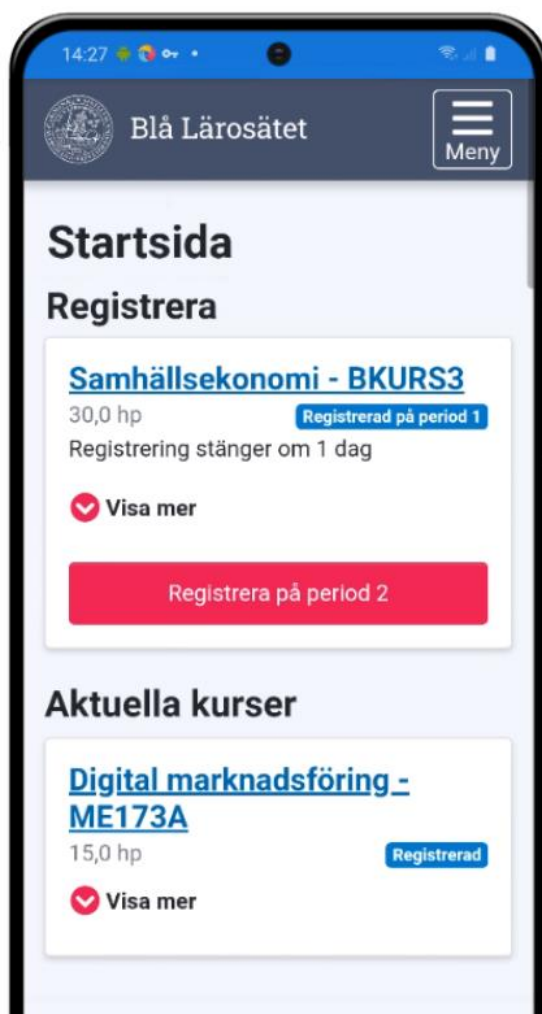 14:27
Blå Lärosätet
Meny
Startsida
Registrera
Samhällsekonomi - BKURS3
30,0 hp
Registrerad på period 1
Registrering stänger om 1 dag
Visa mer
Registrera på period 2
Aktuella kurser
Digital marknadsföring -
ME173A
15,0 hp
Registrerad
Visa mer